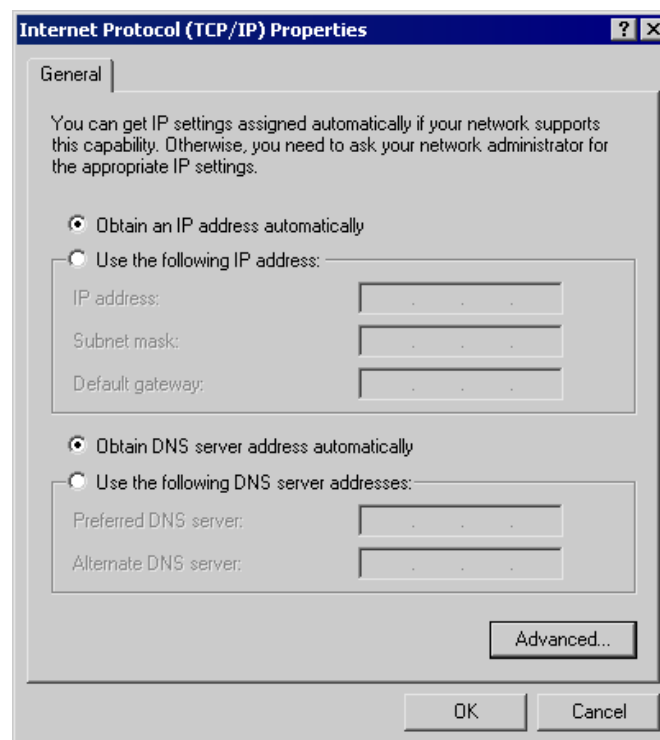 Internet Protocol (TCP/IP) Properties
General
You can get IP settings assigned automatically if your network supports
this capability. Otherwise, you need to ask your network administrator for
the appropriate IP settings.
Obtain an IP address automatically
Use the following IP address:
IP address:
Subnet mask:
Default gateway:
Obtain DNS server address automatically
Use the following DNS server addresses:
Preferred DNS server:
Alternate DNS server:
Advanced...
OK Cancel